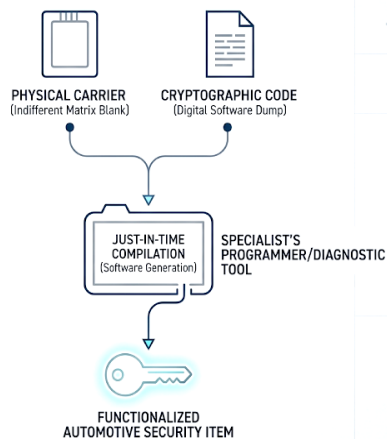 PHYSICAL CARRIER
(Indifferent Matrix Blank)
CRYPTOGRAPHIC CODE
(Digital Software Dump)
JUST-IN-TIME
COMPILATION
(Software Generation)
SPECIALIST'S
PROGRAMMER/DIAGNOSTIC
TOOL
FUNCTIONALIZED
AUTOMOTIVE SECURITY ITEM